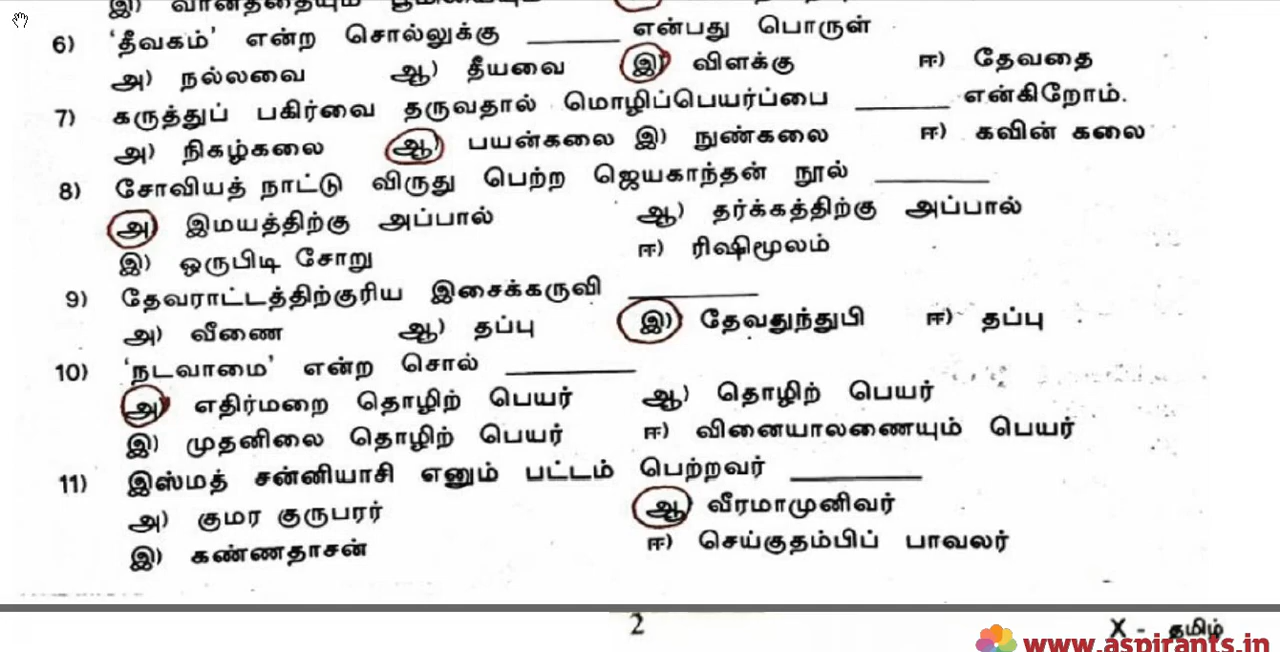 இ) வானத்தையும் பூமியையும்
6) 'தீவகம்' என்ற சொல்லுக்கு ______ என்பது பொருள்
அ) நல்லவை ஆ) தீயவை இ) விளக்கு ஈ) தேவதை
7) கருத்துப் பகிர்வை தருவதால் மொழிப்பெயர்ப்பை ______ என்கிறோம்.
அ) நிகழ்கலை ஆ) பயன்கலை இ) நுண்கலை ஈ) கவின் கலை
8) சோவியத் நாட்டு விருது பெற்ற ஜெயகாந்தன் நூல் ______
அ) இமயத்திற்கு அப்பால் ஆ) தர்க்கத்திற்கு அப்பால்
இ) ஒருபிடி சோறு ஈ) ரிஷிமூலம்
9) தேவராட்டத்திற்குரிய இசைக்கருவி ______
அ) வீணை ஆ) தப்பு இ) தேவதுந்துபி ஈ) தப்பு
10) 'நடவாமை' என்ற சொல் ______
அ) எதிர்மறை தொழிற் பெயர் ஆ) தொழிற் பெயர்
இ) முதனிலை தொழிற் பெயர் ஈ) வினையாலணையும் பெயர்
11) இஸ்மத் சன்னியாசி எனும் பட்டம் பெற்றவர் ______
அ) குமர குருபரர் ஆ) வீரமாமுனிவர்
இ) கண்ணதாசன் ஈ) செய்குதம்பிப் பாவலர்
2 X - தமிழ்
www.aspirants.in